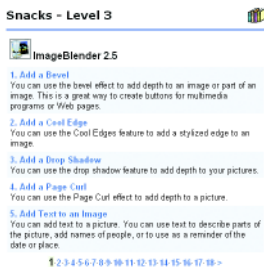 Snacks - Level 3
ImageBlender 2.5
1. Add a Bevel
You can use the bevel effect to add depth to an image or part of an
image. This is a great way to create buttons for multimedia
programs or Web pages.
2. Add a Cool Edge
You can use the Cool Edges feature to add a stylized edge to an
image.
3. Add a Drop Shadow
You can use the drop shadow feature to add depth to your pictures.
4. Add a Page Curl
You can use the Page Curl effect to add depth to a picture.
5. Add Text to an Image
You can add text to a picture. You can use text to describe parts of
the picture, add names of people, or to use as a reminder of the
date or place.
1-2-3-4-5-6-7-8-9-10-11-12-13-14-15-16-17-18->